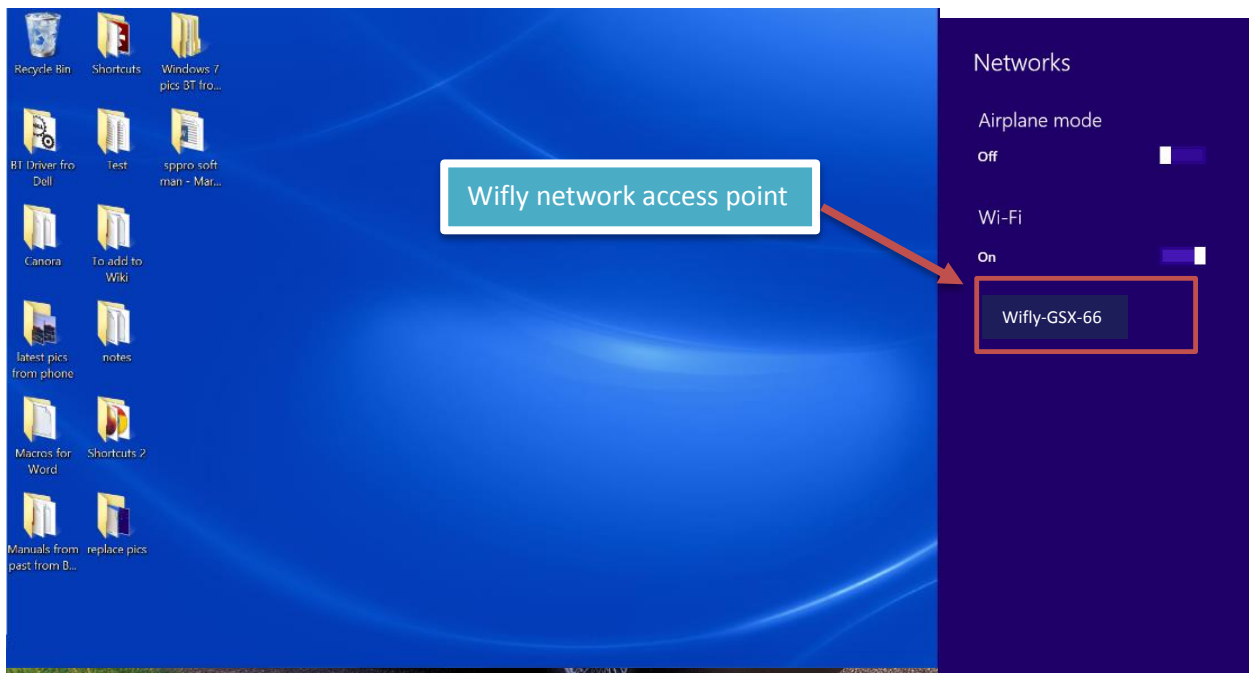 Recycle Bin
Shortcuts
Windows 7
pics BT fro...
BT Driver fro
Dell
Test
sppro soft
man - Mar...
Canora
To add to
Wiki
latest pics
from phone
notes
Macros for
Word
Shortcuts 2
Manuals from
past from B...
replace pics
Wifly network access point
Networks
Airplane mode
Off
Wi-Fi
On
Wifly-GSX-66